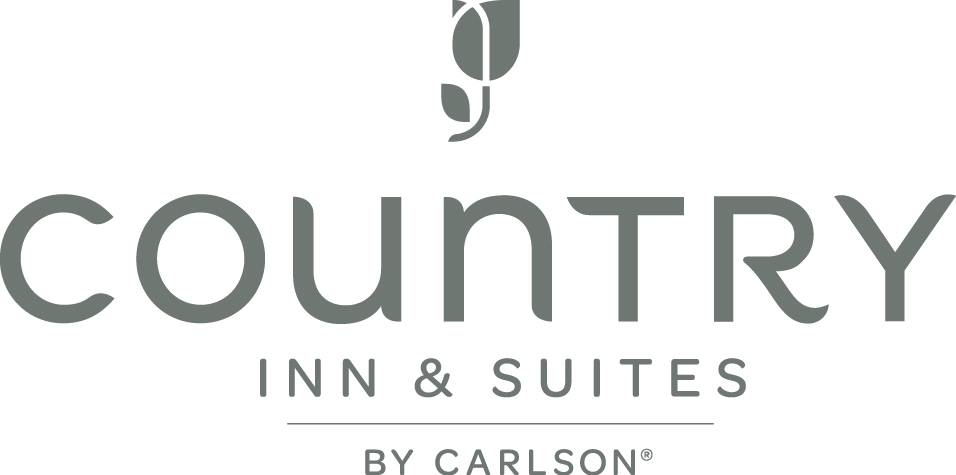 COUNTRY
INN & SUITES
BY CARLSON®